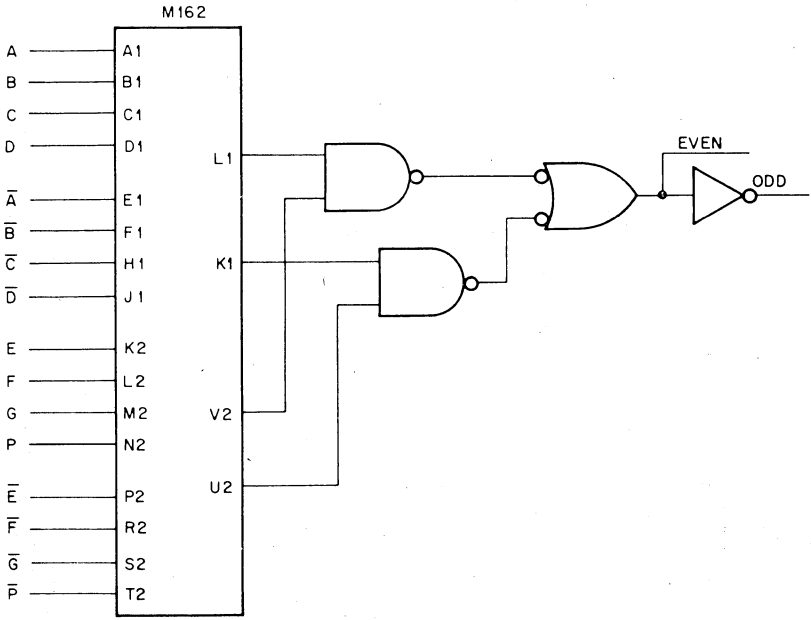 M162
A A1
B B1
C C1
D D1
L1
A̅ E1
B̅ F1
C̅ H1
D̅ J1
K1
E K2
F L2
G M2
P N2
V2
U2
E̅ P2
F̅ R2
G̅ S2
P̅ T2
EVEN
ODD